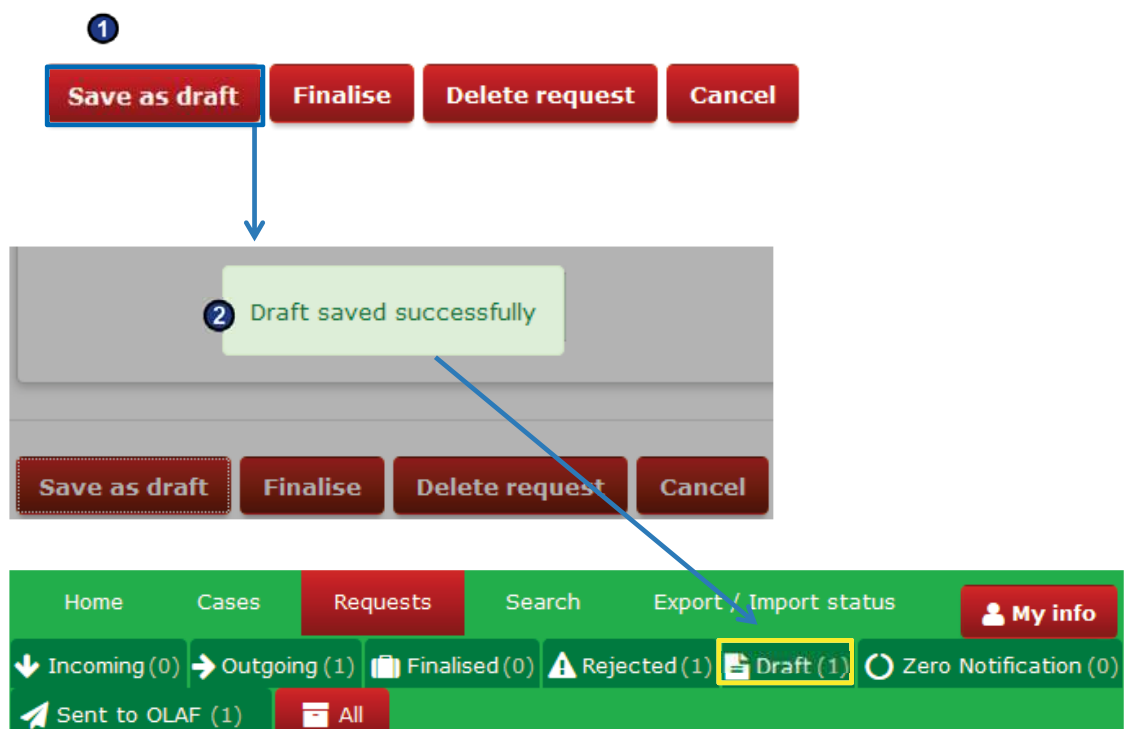 1
Save as draft Finalise Delete request Cancel
2 Draft saved successfully
Save as draft Finalise Delete request Cancel
Home Cases Requests Search Export / Import status My info
Incoming (0) Outgoing (1) Finalised (0) Rejected (1) Draft (1) Zero Notification (0)
Sent to OLAF (1) All